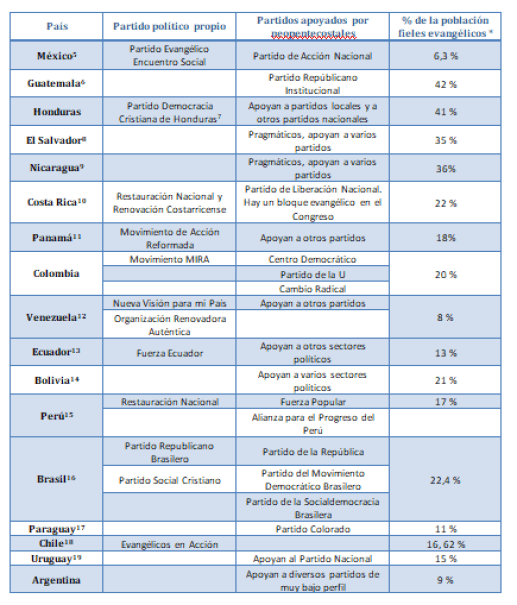 País
Partido político propio
Partidos apoyados por
neopentecostales
% de la población
fieles evangélicos *
México⁵
Partido Evangélico
Encuentro Social
Partido de Acción Nacional
6,3 %
Guatemala⁶
Partido Républicano
Institucional
42 %
Honduras
Partido Democracia
Cristiana de Honduras⁷
Apoyan a partidos locales y a
otros partidos nacionales
41 %
El Salvador⁸
Pragmáticos, apoyan a varios
partidos
35 %
Nicaragua⁹
Pragmáticos, apoyan a varios
partidos
36%
Costa Rica¹⁰
Restauración Nacional y
Renovación Costarricense
Partido de Liberación Nacional.
Hay un bloque evangélico en el
Congreso
22 %
Panamá¹¹
Movimiento de Acción
Reformada
Apoyan a otros partidos
18%
Colombia
Movimiento MIRA
Centro Democrático
Partido de la U
Cambio Radical
20 %
Venezuela¹²
Nueva Visión para mi País
Apoyan a otros partidos
Organización Renovadora
Auténtica
8 %
Ecuador¹³
Fuerza Ecuador
Apoyan a otros sectores
políticos
13 %
Bolivia¹⁴
Apoyan a varios sectores
políticos
21 %
Perú¹⁵
Restauración Nacional
Fuerza Popular
17 %
Alianza para el Progreso del
Perú
Brasil¹⁶
Partido Republicano
Brasilero
Partido de la República
Partido Social Cristiano
Partido del Movimiento
Democrático Brasilero
Partido de la Socialdemocracia
Brasilera
22,4 %
Paraguay¹⁷
Partido Colorado
11 %
Chile¹⁸
Evangélicos en Acción
16, 62 %
Uruguay¹⁹
Apoyan al Partido Nacional
15 %
Argentina
Apoyan a diversos partidos de
muy bajo perfil
9 %